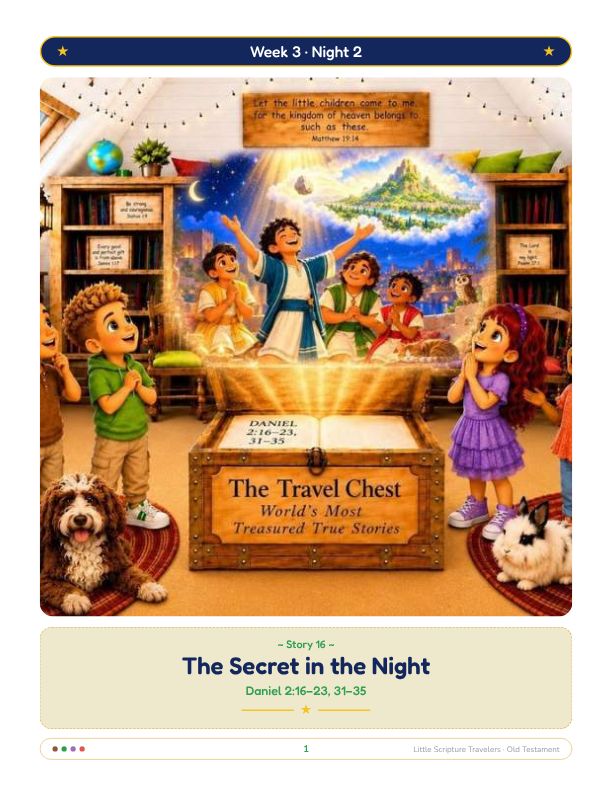 Week 3 · Night 2
Let the little children come to me,
for the kingdom of heaven belongs to
such as these.
Matthew 19:14
Be strong
and courageous
Joshua 1:9
Every good
and perfect gift
is from above.
James 1:17
The Lord
is my light.
Psalm 27:1
DANIEL
2:16–23,
31–35
The Travel Chest
World's Most
Treasured True Stories
~ Story 16 ~
The Secret in the Night
Daniel 2:16–23, 31–35
1
Little Scripture Travelers · Old Testament